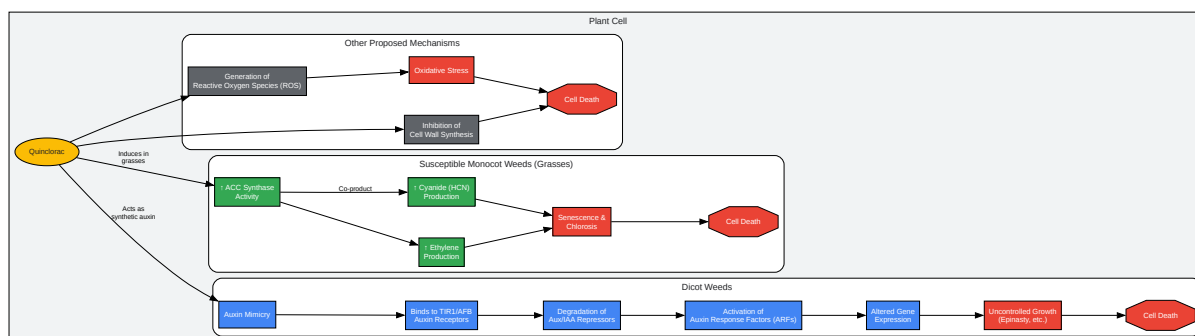 Plant Cell
Other Proposed Mechanisms
Generation of
Reactive Oxygen Species (ROS)
Oxidative Stress
Cell Death
Inhibition of
Cell Wall Synthesis
Quinclorac
Induces in
grasses
Acts as
synthetic auxin
Susceptible Monocot Weeds (Grasses)
↑ ACC Synthase
Activity
Co-product
↑ Cyanide (HCN)
Production
↑ Ethylene
Production
Senescence &
Chlorosis
Cell Death
Dicot Weeds
Auxin Mimicry
Binds to TIR1/AFB
Auxin Receptors
Degradation of
Aux/IAA Repressors
Activation of
Auxin Response Factors (ARFs)
Altered Gene
Expression
Uncontrolled Growth
(Epinasty, etc.)
Cell Death